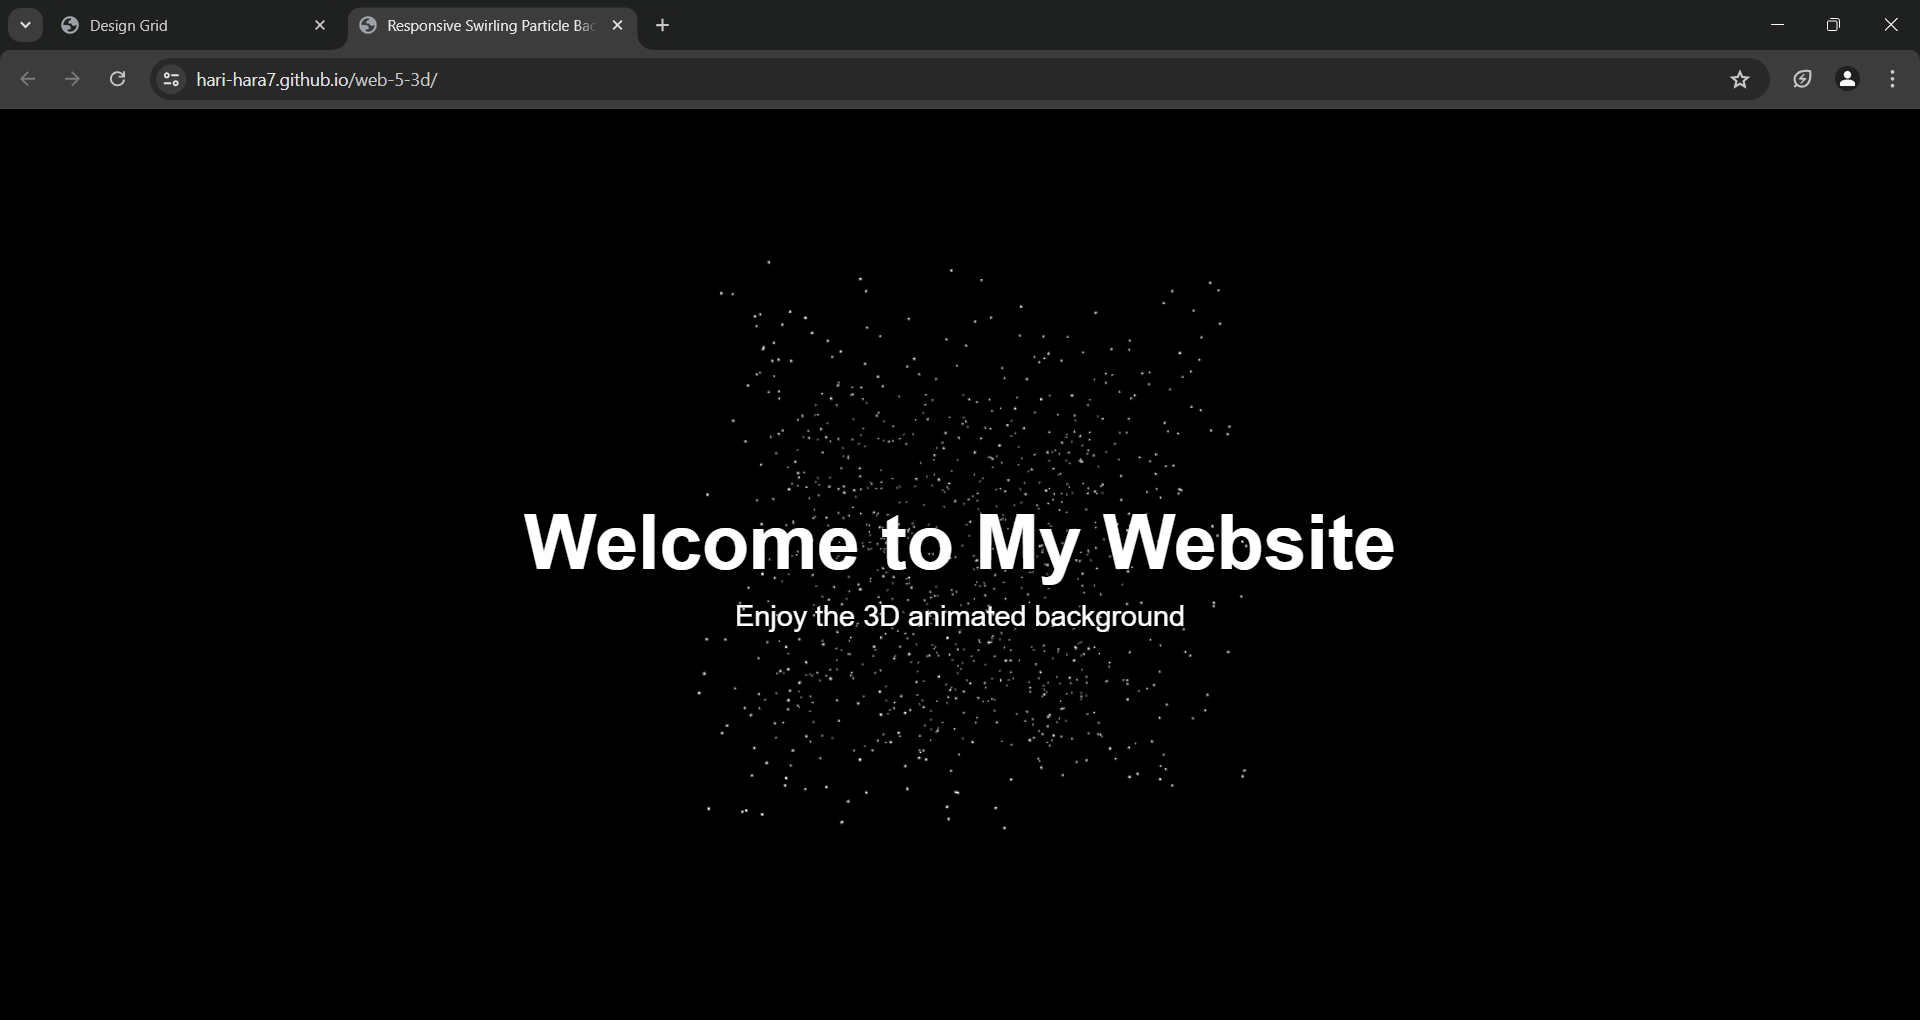 Design Grid
Responsive Swirling Particle Bac
hari-hara7.github.io/web-5-3d/
Welcome to My Website
Enjoy the 3D animated background